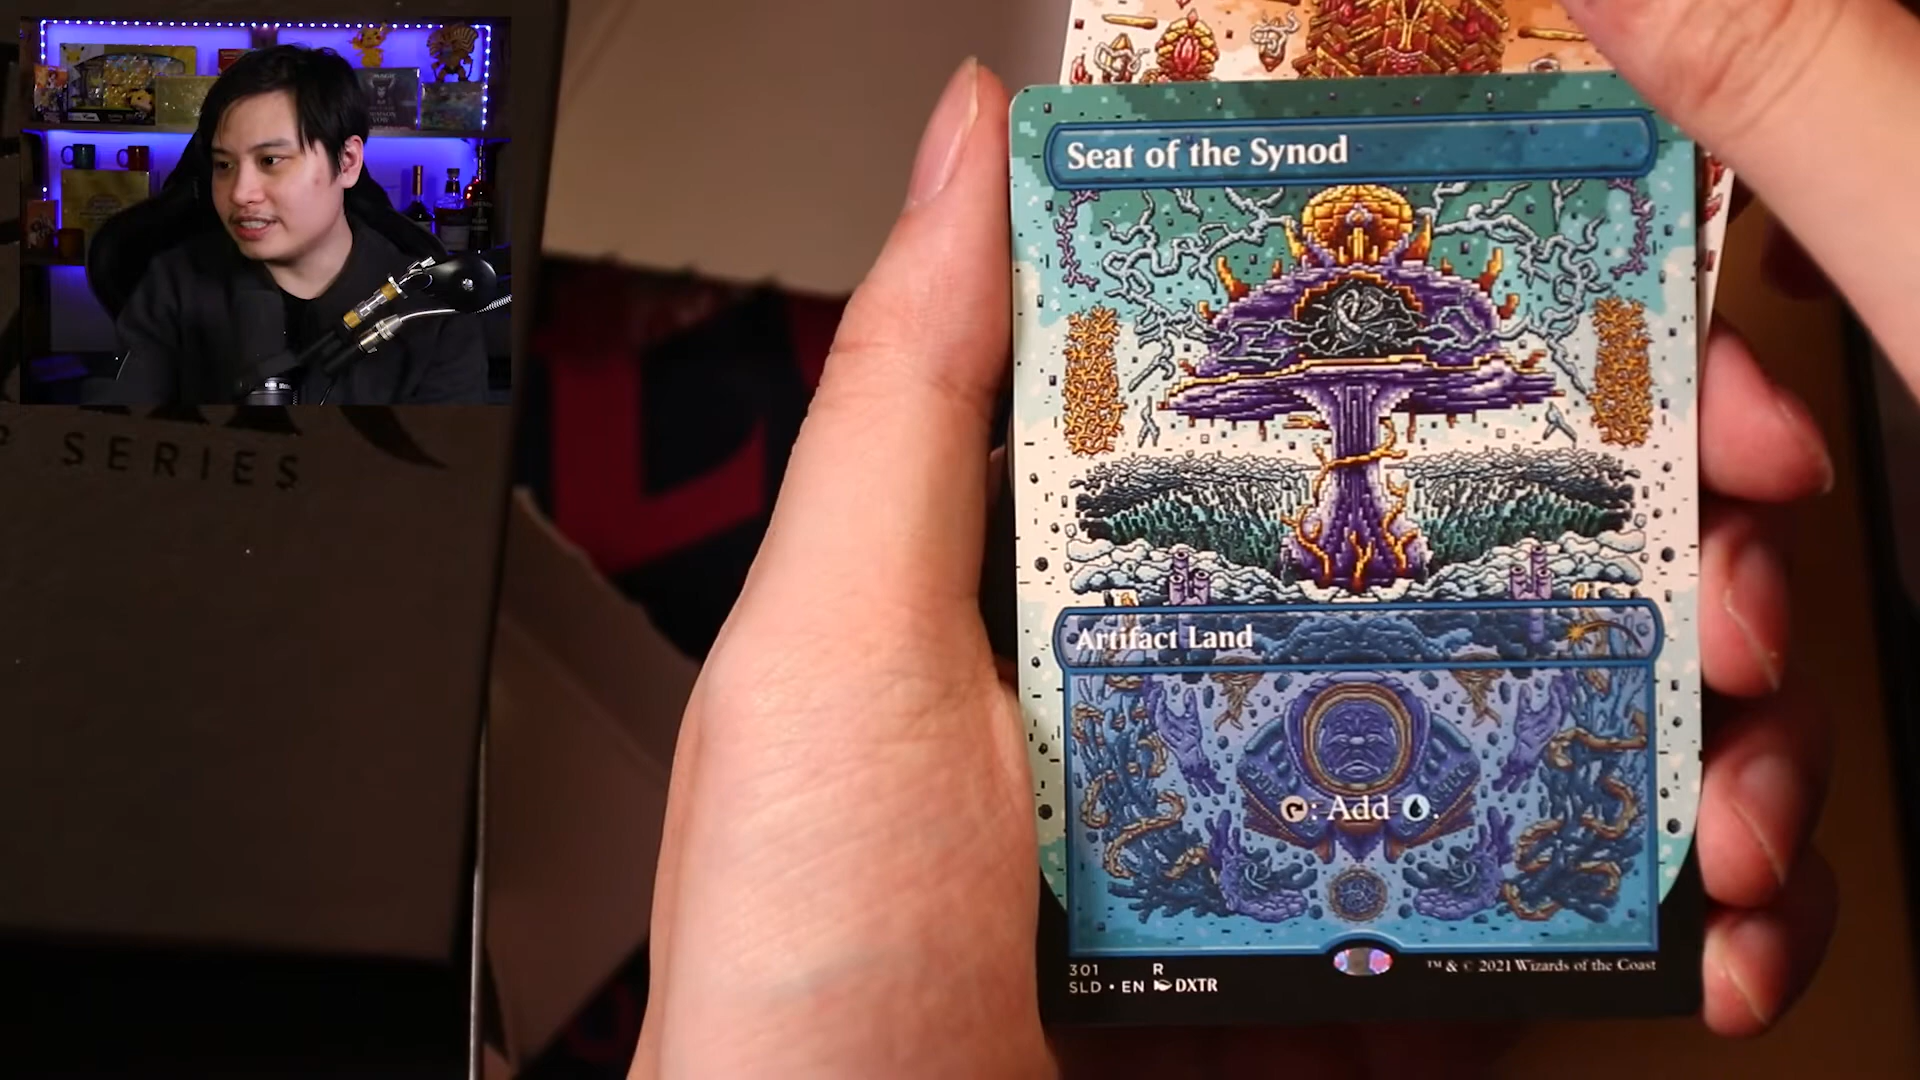 SERIES
Seat of the Synod
Artifact Land
: Add .
301 R
SLD • EN DXTR
™ & © 2021 Wizards of the Coast